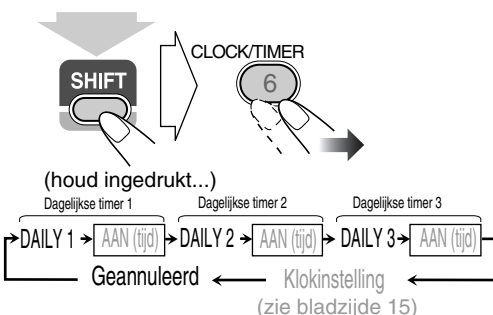 CLOCK/TIMER
SHIFT
6
(houd ingedrukt...)
Dagelijkse timer 1 Dagelijkse timer 2 Dagelijkse timer 3
DAILY 1 AAN (tijd) DAILY 2 AAN (tijd) DAILY 3 AAN (tijd)
Geannuleerd Klokinstelling
(zie bladzijde 15)